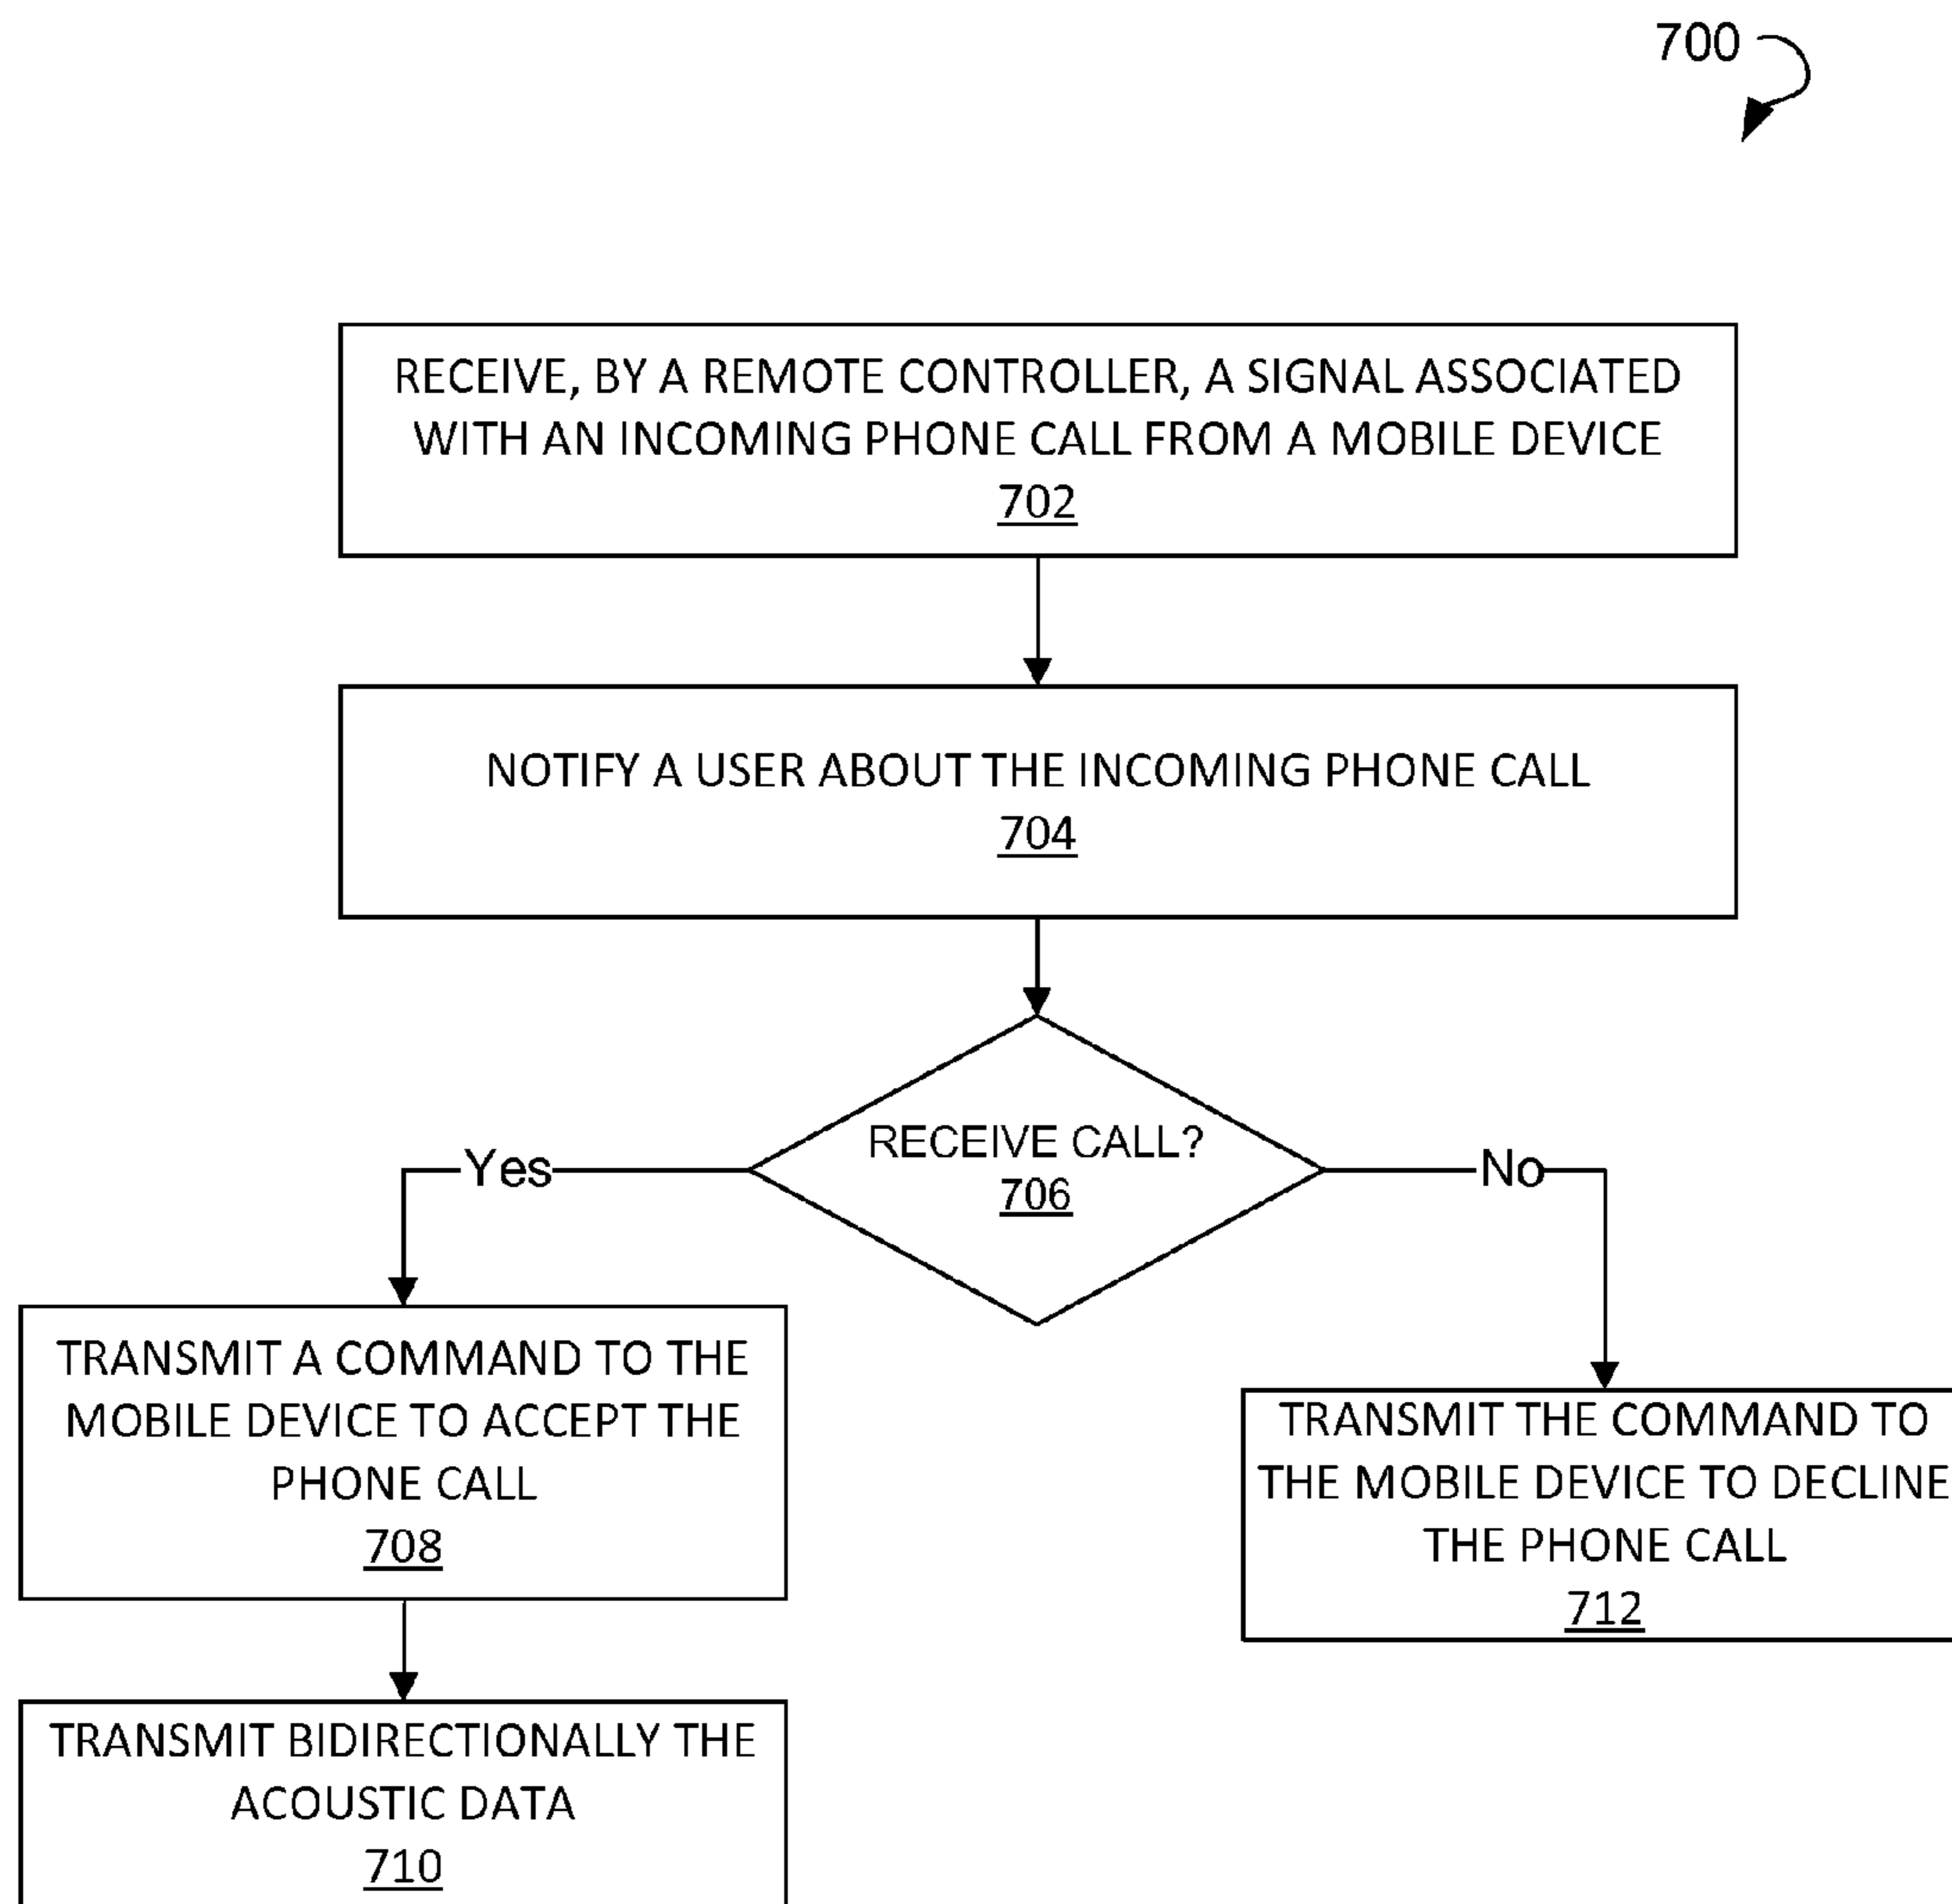 700
RECEIVE, BY A REMOTE CONTROLLER, A SIGNAL ASSOCIATED
WITH AN INCOMING PHONE CALL FROM A MOBILE DEVICE
702
NOTIFY A USER ABOUT THE INCOMING PHONE CALL
704
RECEIVE CALL?
706
Yes
No
TRANSMIT A COMMAND TO THE
MOBILE DEVICE TO ACCEPT THE
PHONE CALL
708
TRANSMIT THE COMMAND TO
THE MOBILE DEVICE TO DECLINE
THE PHONE CALL
712
TRANSMIT BIDIRECTIONALLY THE
ACOUSTIC DATA
710